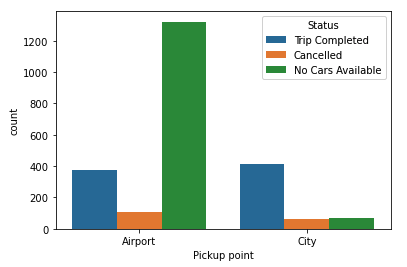 Status
Trip Completed
Cancelled
No Cars Available
count
1200
1000
800
600
400
200
0
Airport
City
Pickup point